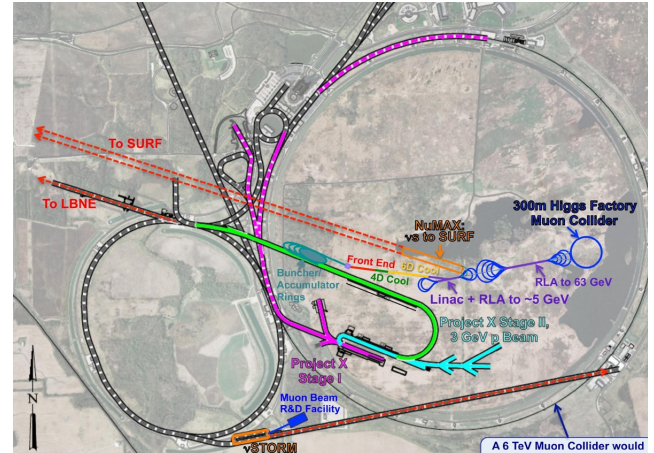 To SURF
To LBNE
NuMAX:
νs to SURF
300m Higgs Factory
Muon Collider
Front End
6D Cool
4D Cool
RLA to 63 GeV
Buncher/
Accumulator
Rings
Linac + RLA to ~5 GeV
Project X Stage II,
3 GeV p Beam
Project X
Stage I
N
Muon Beam
R&D Facility
νSTORM
A 6 TeV Muon Collider would